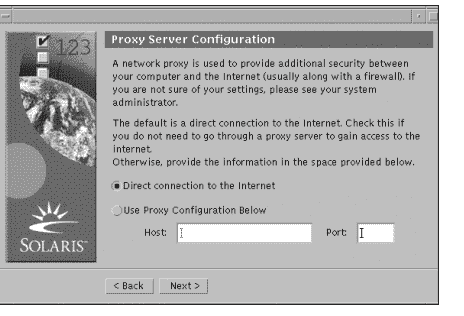 123
SOLARIS™
Proxy Server Configuration
A network proxy is used to provide additional security between
your computer and the Internet (usually along with a firewall). If
you are not sure of your settings, please see your system
administrator.
The default is a direct connection to the Internet. Check this if
you do not need to go through a proxy server to gain access to the
internet.
Otherwise, provide the information in the space provided below.
Direct connection to the Internet
Use Proxy Configuration Below
Host: Port:
< Back Next >